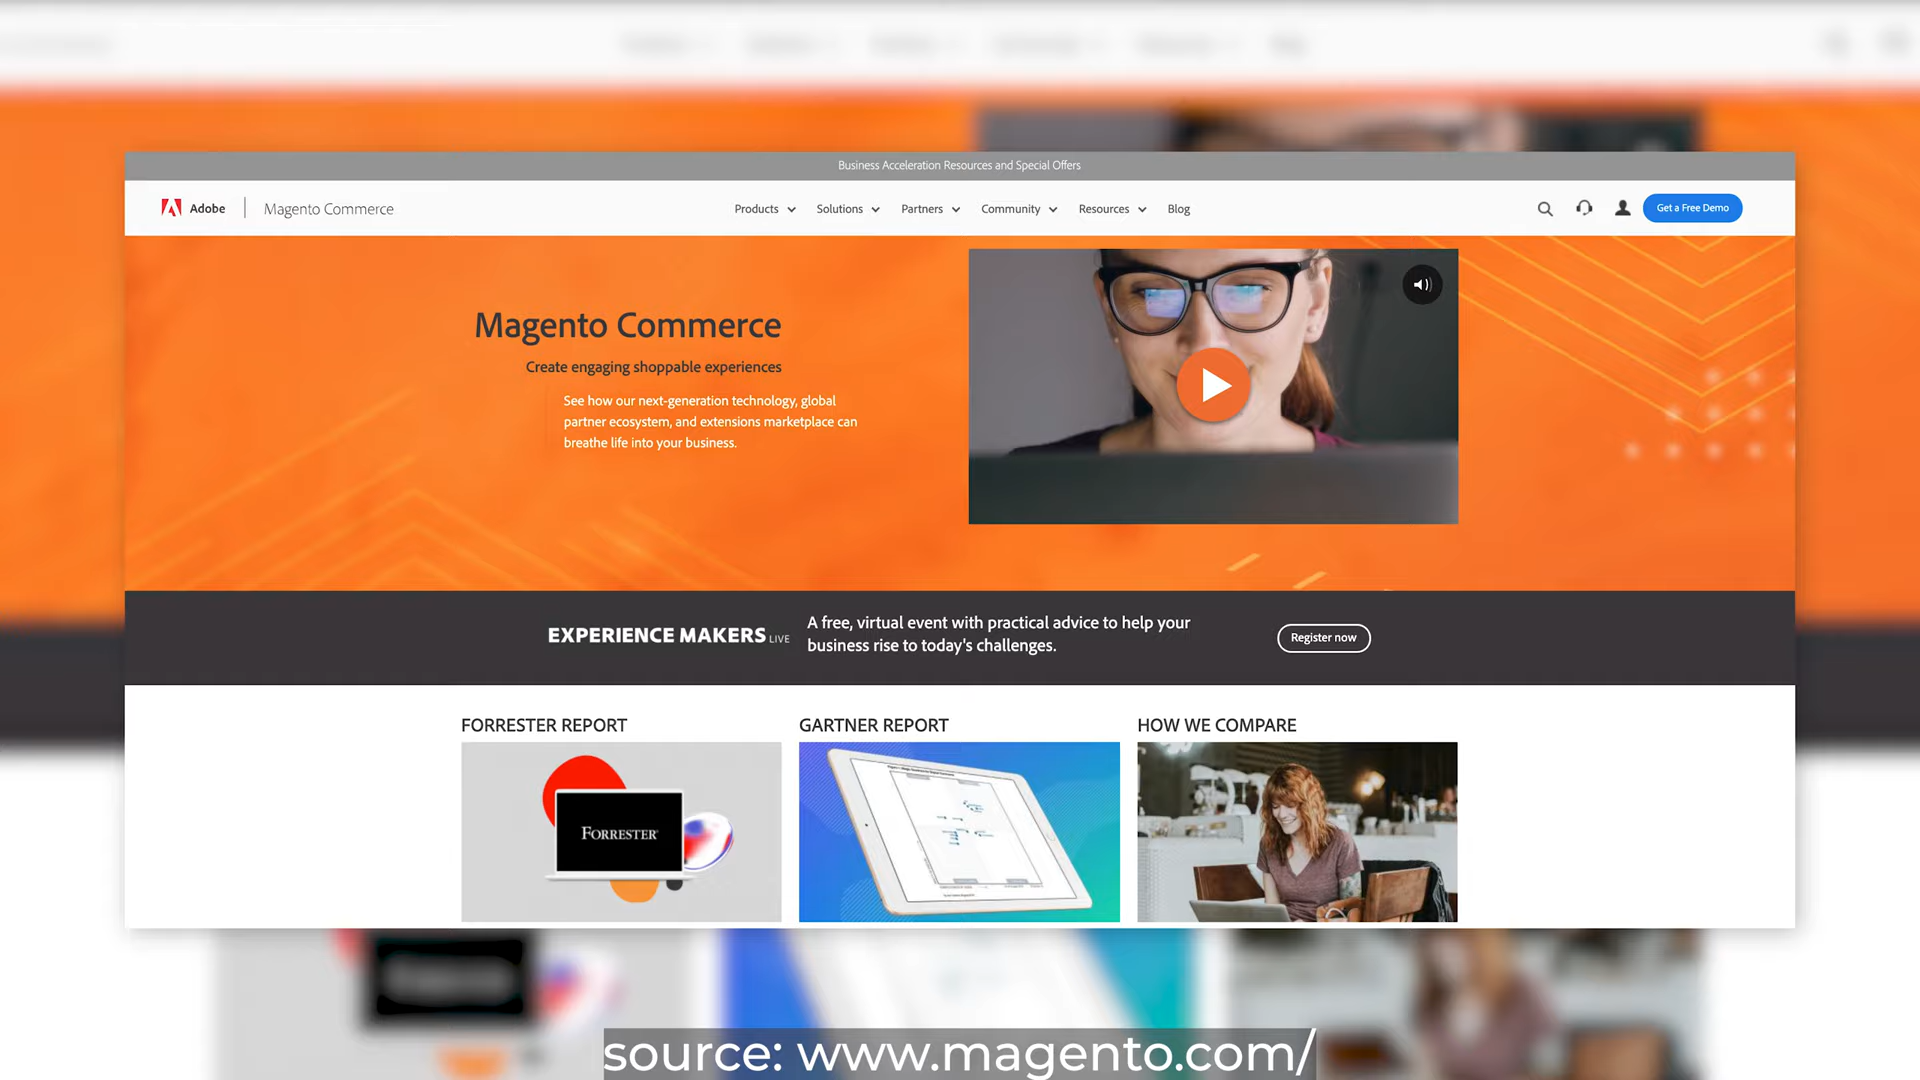 Business Acceleration Resources and Special Offers
Adobe
Magento Commerce
Products
Solutions
Partners
Community
Resources
Blog
Get a Free Demo
Magento Commerce
Create engaging shoppable experiences
See how our next-generation technology, global
partner ecosystem, and extensions marketplace can
breathe life into your business.
EXPERIENCE MAKERS LIVE
A free, virtual event with practical advice to help your
business rise to today's challenges.
Register now
FORRESTER REPORT
GARTNER REPORT
HOW WE COMPARE
FORRESTER
source: www.magento.com/